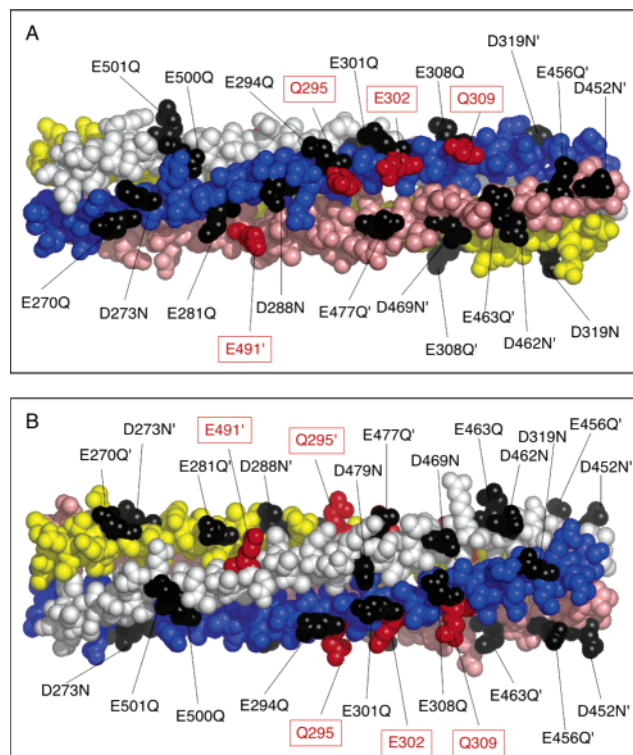 A
E501Q
E500Q
E294Q
Q295
E301Q
E302
E308Q
Q309
D319N'
E456Q'
D452N'
E270Q
D273N
E281Q
E491'
D288N
E477Q'
D469N'
E308Q'
E463Q'
D462N'
D319N
B
E270Q'
D273N'
E281Q'
E491'
D288N'
Q295'
D479N
E477Q'
D469N
E463Q
D462N
D319N
E456Q'
D452N'
D273N
E501Q
E500Q
E294Q
Q295
E301Q
E302
E308Q
Q309
E463Q'
E456Q'
D452N'